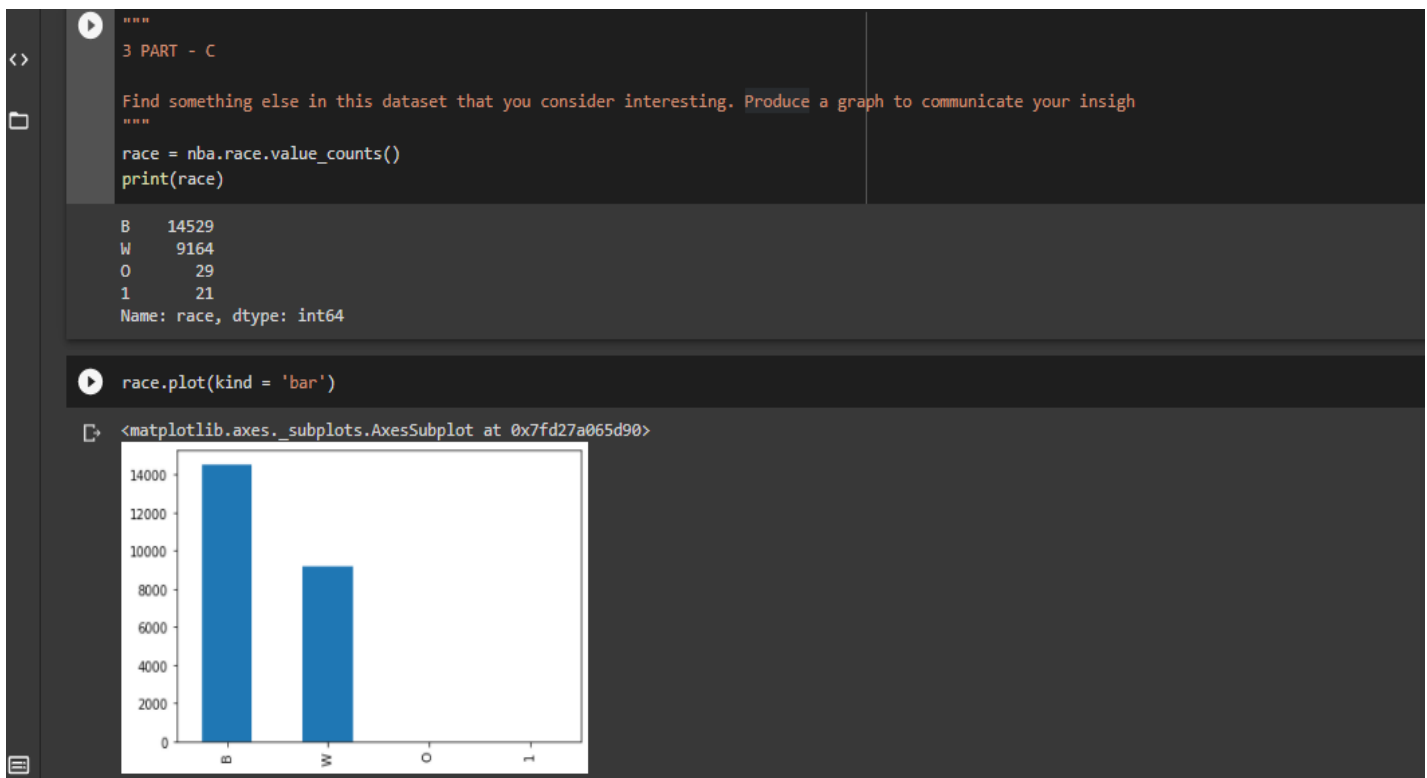 """
3 PART - C
Find something else in this dataset that you consider interesting. Produce a graph to communicate your insigh
"""
race = nba.race.value_counts()
print(race)
B 14529
W 9164
O 29
1 21
Name: race, dtype: int64
race.plot(kind = 'bar')
<matplotlib.axes._subplots.AxesSubplot at 0x7fd27a065d90>
14000
12000
10000
8000
6000
4000
2000
0
B W O 1